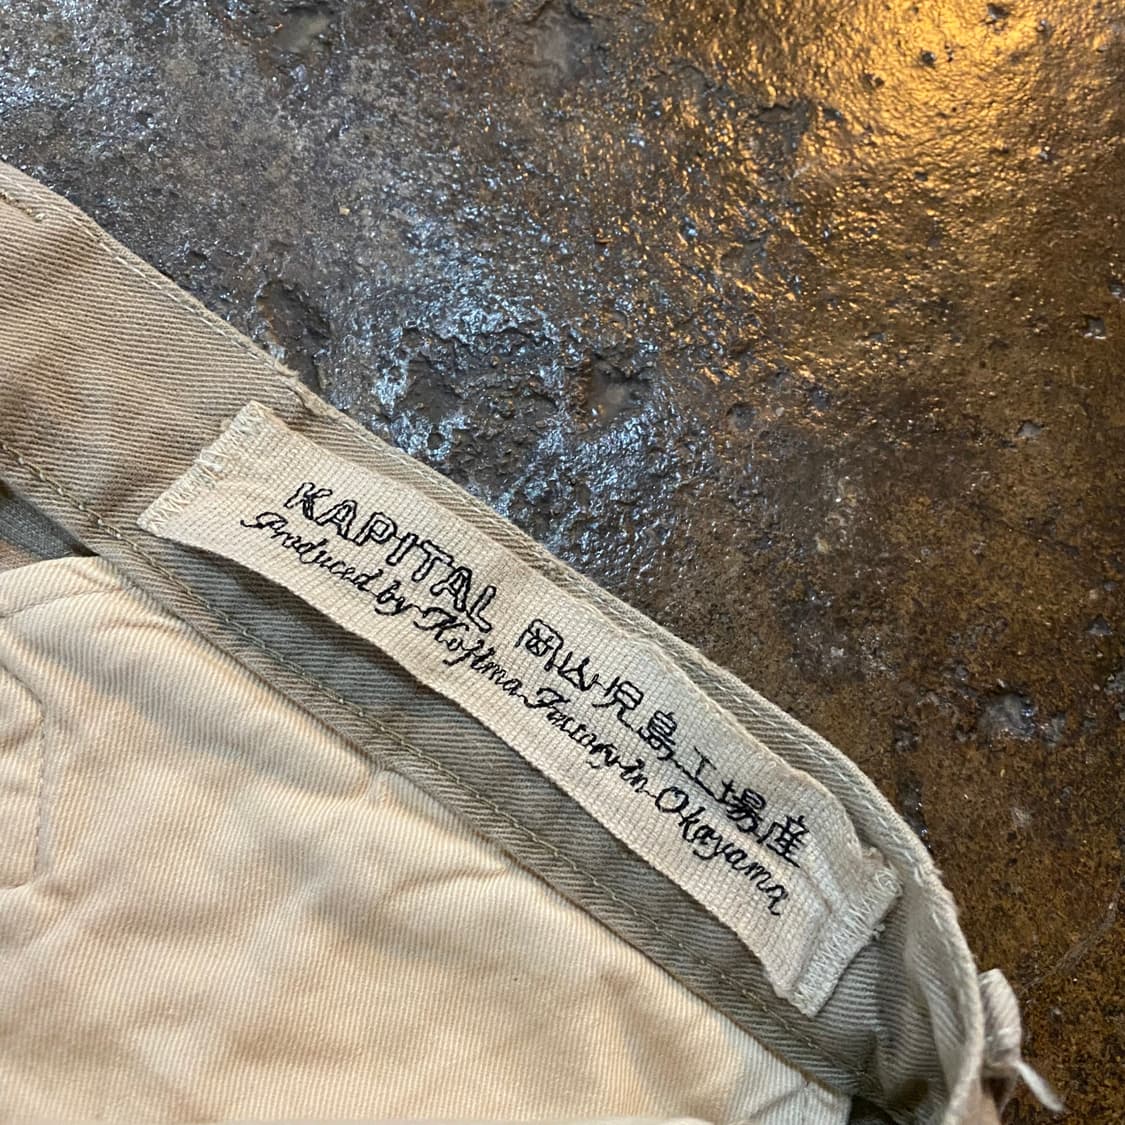 KAPITAL 岡山児島工場産
Produced by Kojima Factory in Okayama